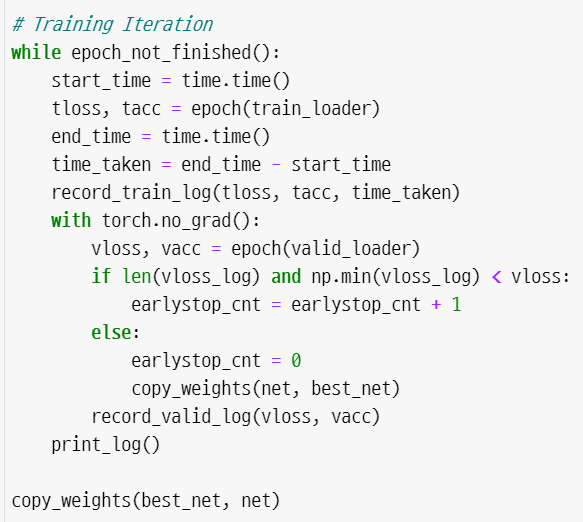 # Training Iteration
while epoch_not_finished():
    start_time = time.time()
    tloss, tacc = epoch(train_loader)
    end_time = time.time()
    time_taken = end_time - start_time
    record_train_log(tloss, tacc, time_taken)
    with torch.no_grad():
        vloss, vacc = epoch(valid_loader)
        if len(vloss_log) and np.min(vloss_log) < vloss:
            earlystop_cnt = earlystop_cnt + 1
        else:
            earlystop_cnt = 0
            copy_weights(net, best_net)
        record_valid_log(vloss, vacc)
    print_log()
copy_weights(best_net, net)